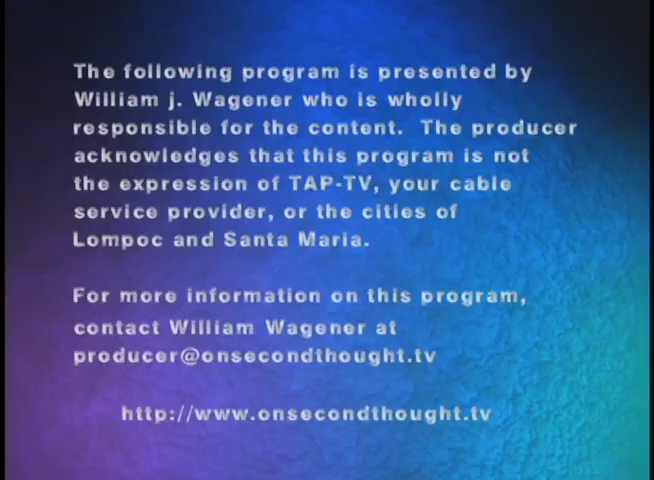 The following program is presented by
William j. Wagener who is wholly
responsible for the content.  The producer
acknowledges that this program is not
the expression of TAP-TV, your cable
service provider, or the cities of
Lompoc and Santa Maria.
For more information on this program,
contact William Wagener at
producer@onsecondthought.tv
http://www.onsecondthought.tv